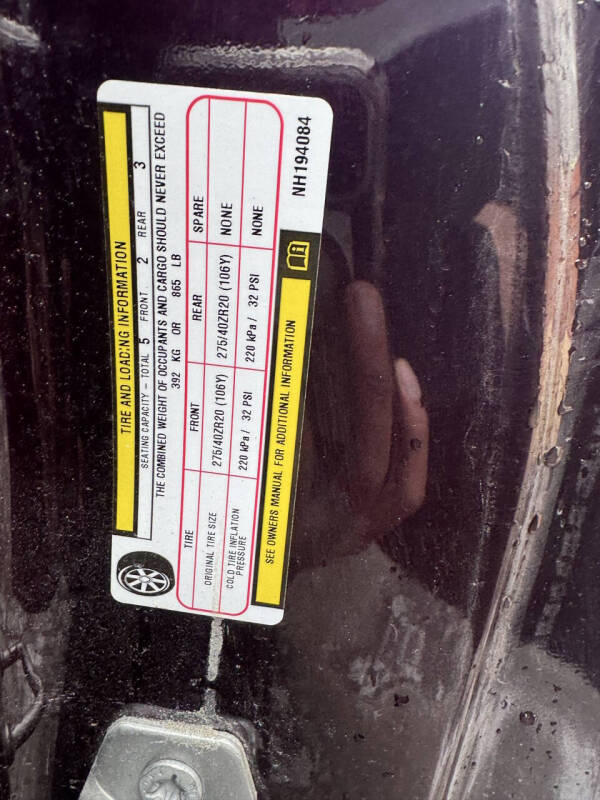 TIRE AND LOADING INFORMATION
SEATING CAPACITY – TOTAL 5 FRONT 2 REAR 3
THE COMBINED WEIGHT OF OCCUPANTS AND CARGO SHOULD NEVER EXCEED
392 KG OR 865 LB
TIRE FRONT REAR SPARE
ORIGINAL TIRE SIZE 275/40ZR20 (106Y) 275/40ZR20 (106Y) NONE
COLD TIRE INFLATION PRESSURE 220 kPa / 32 PSI 220 kPa / 32 PSI NONE
SEE OWNERS MANUAL FOR ADDITIONAL INFORMATION
NH194084